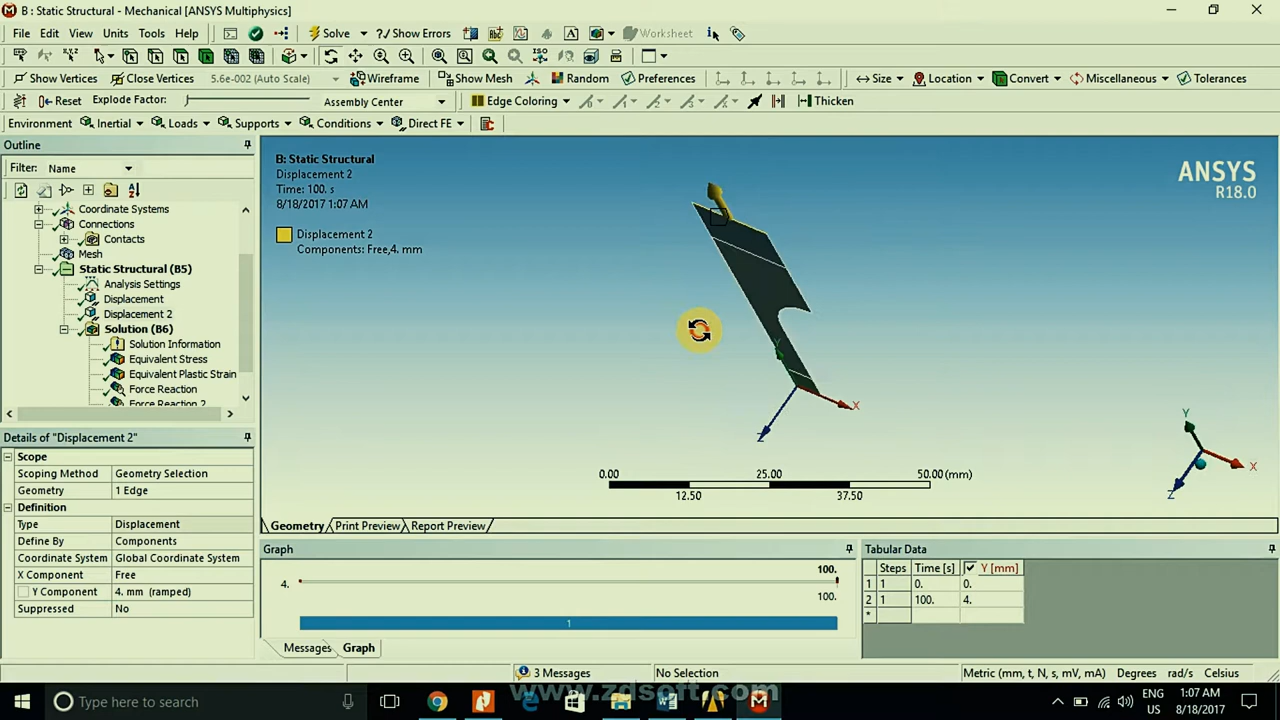 B : Static Structural - Mechanical [ANSYS Multiphysics]
File Edit View Units Tools Help Solve ? Show Errors Worksheet
Show Vertices Close Vertices 5.6e-002 (Auto Scale) Wireframe Show Mesh Random Preferences Size Location Convert Miscellaneous Tolerances
Reset Explode Factor: Assembly Center Edge Coloring Thicken
Environment Inertial Loads Supports Conditions Direct FE
Outline
Filter: Name
Coordinate Systems
Connections
Contacts
Mesh
Static Structural (B5)
Analysis Settings
Displacement
Displacement 2
Solution (B6)
Solution Information
Equivalent Stress
Equivalent Plastic Strain
Force Reaction
Force Reaction 2
Details of "Displacement 2"
Scope
Scoping Method Geometry Selection
Geometry 1 Edge
Definition
Type Displacement
Define By Components
Coordinate System Global Coordinate System
X Component Free
Y Component 4. mm (ramped)
Suppressed No
B: Static Structural
Displacement 2
Time: 100. s
8/18/2017 1:07 AM
Displacement 2
Components: Free,4. mm
ANSYS
R18.0
Y
X
Z
Y
X
Z
0.00 25.00 50.00 (mm)
12.50 37.50
Geometry Print Preview Report Preview
Graph
100.
4.
100.
1
Messages Graph
Tabular Data
Steps Time [s] Y [mm]
1 1 0. 0.
2 1 100. 4.
*
3 Messages No Selection Metric (mm, t, N, s, mV, mA) Degrees rad/s Celsius
www.zdsoft.com
Type here to search
ENG 1:07 AM
US 8/18/2017